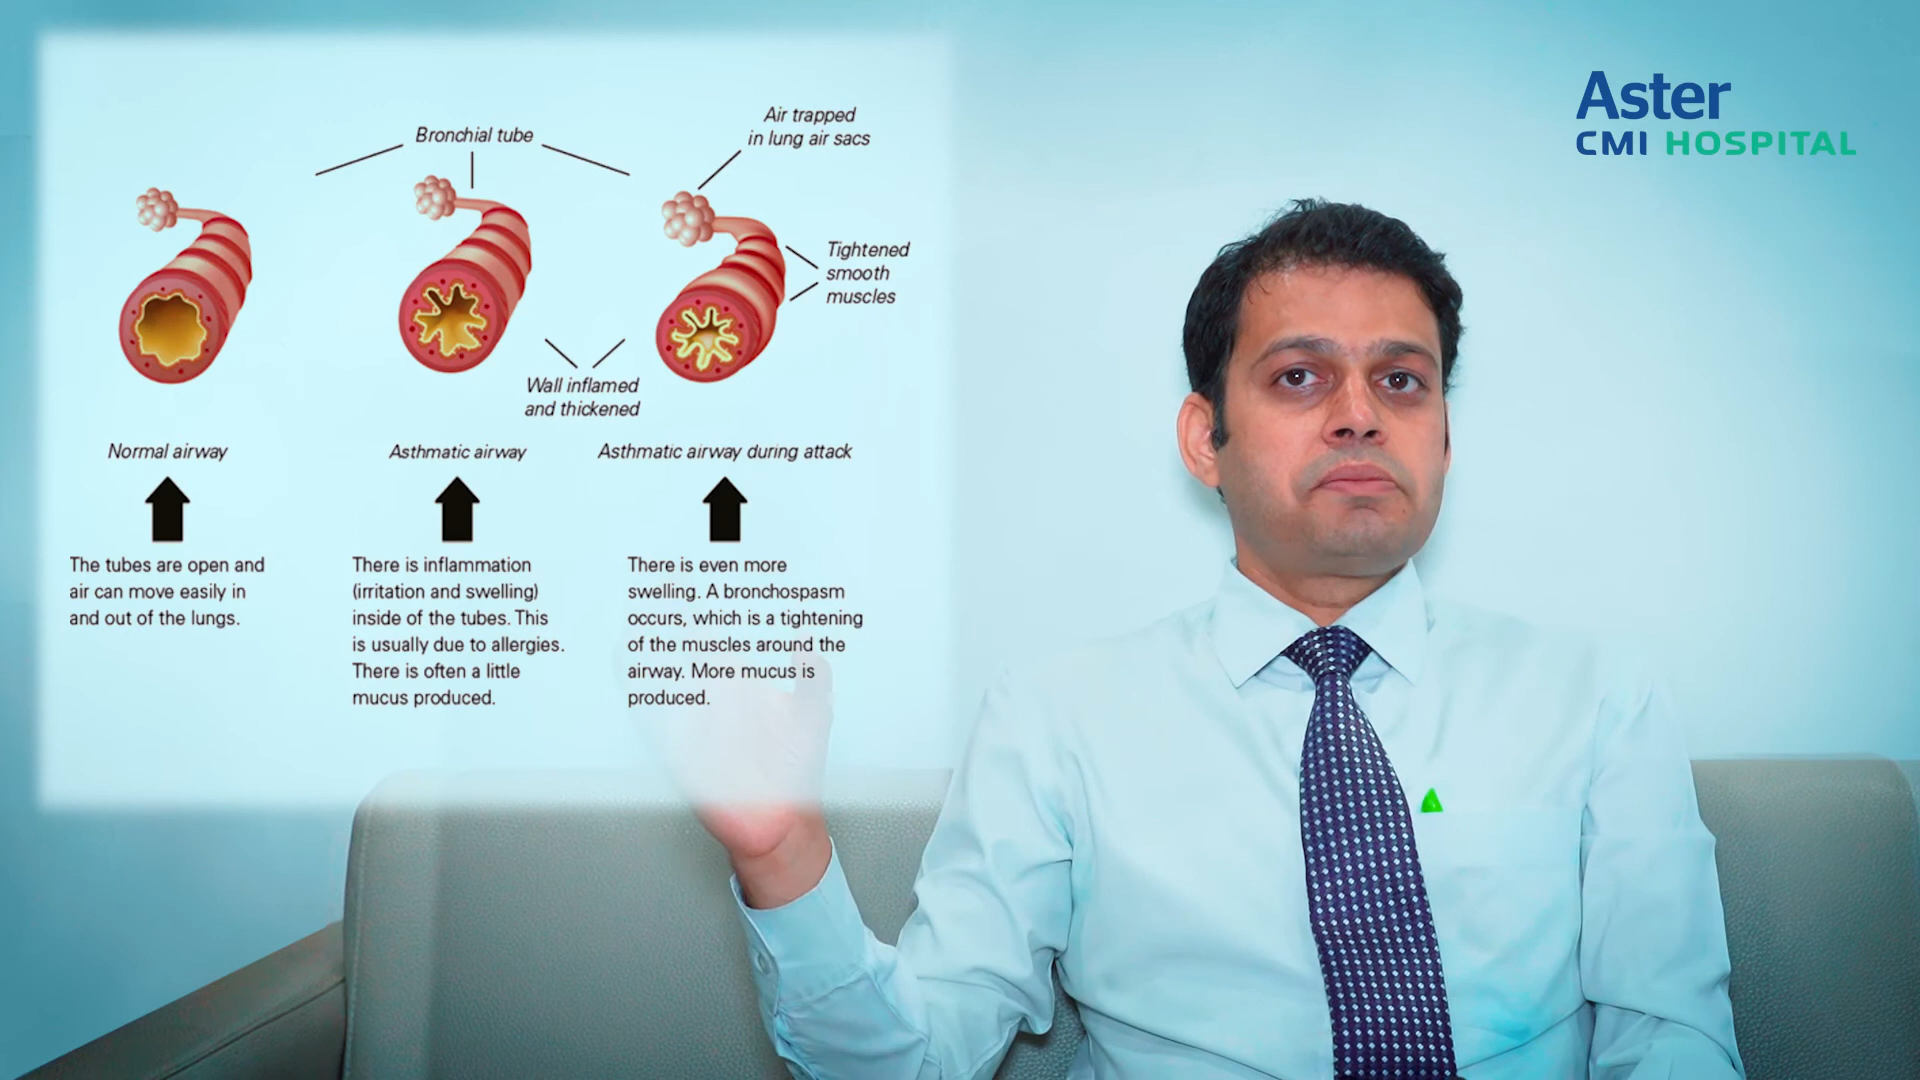 Aster
CMI HOSPITAL
Bronchial tube
Air trapped
in lung air sacs
Tightened
smooth
muscles
Wall inflamed
and thickened
Normal airway
Asthmatic airway
Asthmatic airway during attack
The tubes are open and
air can move easily in
and out of the lungs.
There is inflammation
(irritation and swelling)
inside of the tubes. This
is usually due to allergies.
There is often a little
mucus produced.
There is even more
swelling. A bronchospasm
occurs, which is a tightening
of the muscles around the
airway. More mucus is
produced.